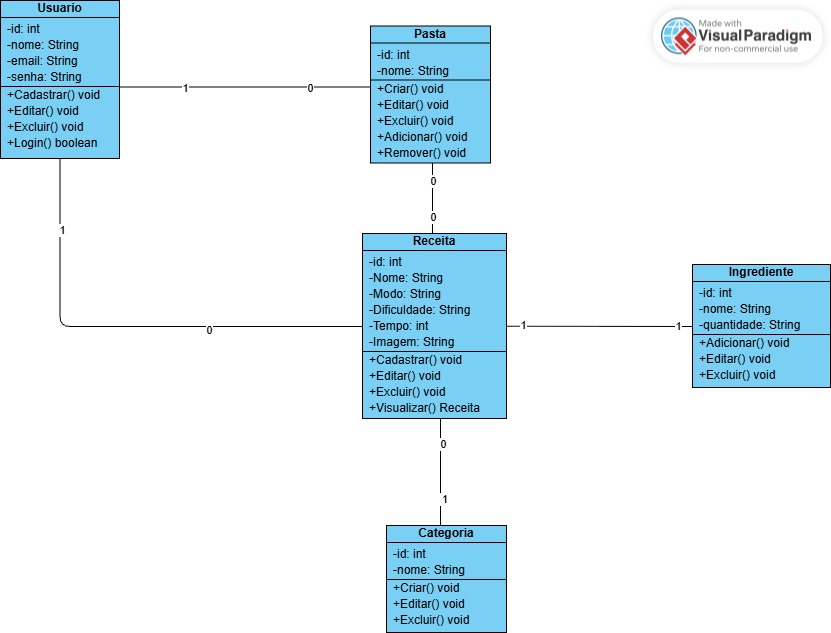 Usuario
-id: int
-nome: String
-email: String
-senha: String
+Cadastrar() void
+Editar() void
+Excluir() void
+Login() boolean
Pasta
-id: int
-nome: String
+Criar() void
+Editar() void
+Excluir() void
+Adicionar() void
+Remover() void
Made with
VisualParadigm
For non-commercial use
1
0
0
0
1
0
Receita
-id: int
-Nome: String
-Modo: String
-Dificuldade: String
-Tempo: int
-Imagem: String
+Cadastrar() void
+Editar() void
+Excluir() void
+Visualizar() Receita
1
1
Ingrediente
-id: int
-nome: String
-quantidade: String
+Adicionar() void
+Editar() void
+Excluir() void
0
1
Categoria
-id: int
-nome: String
+Criar() void
+Editar() void
+Excluir() void